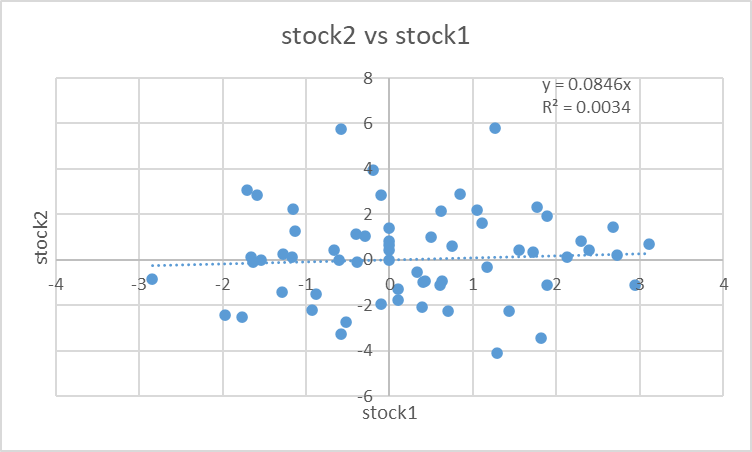 stock2 vs stock1
y = 0.0846x
R² = 0.0034
8
6
4
2
0
-2
-4
-6
-4 -3 -2 -1 0 1 2 3 4
stock2
stock1